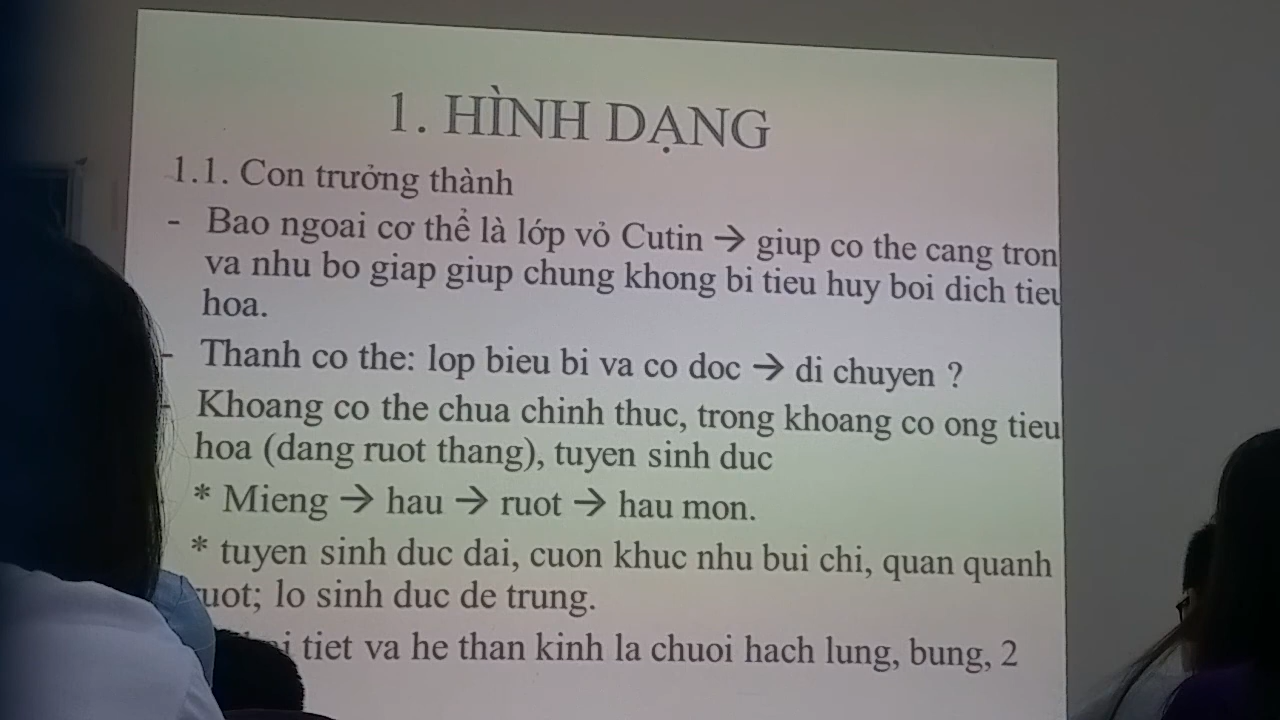 1. HÌNH DẠNG
1.1. Con trưởng thành
- Bao ngoai cơ thể là lớp vỏ Cutin → giup co the cang tron
va nhu bo giap giup chung khong bi tieu huy boi dich tieu
hoa.
- Thanh co the: lop bieu bi va co doc → di chuyen ?
- Khoang co the chua chinh thuc, trong khoang co ong tieu
hoa (dang ruot thang), tuyen sinh duc
* Mieng → hau → ruot → hau mon.
* tuyen sinh duc dai, cuon khuc nhu bui chi, quan quanh
ruot; lo sinh duc de trung.
tiet va he than kinh la chuoi hach lung, bung, 2